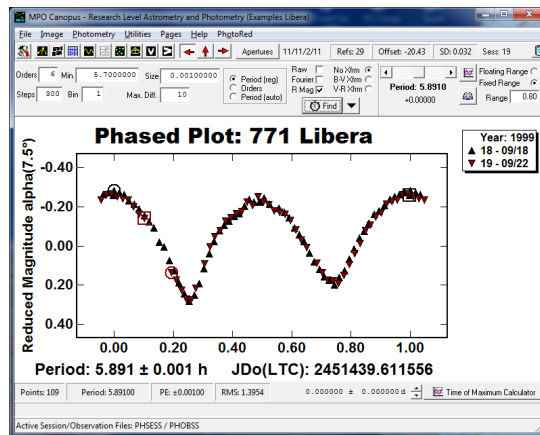 MPO Canopus - Research Level Astrometry and Photometry (Examples Libera)
File Image Photometry Utilities Pages Help PhotoRed
Apertures 11/11/2/11 Refs: 29 Offset: -20.43 SD: 0.032 Sess: 19
Orders 6 Min. 5.7000000 Size 0.00100000
Steps 300 Bin 1 Max. Diff. 10
Period (reg)
Orders
Period (auto)
Raw
Fourier
R Mag
No Xfrm
B-V Xfrm
V-R Xfrm
Find
Period: 5.8910
+0.00000
Floating Range
Fixed Range
Range 0.80
Phased Plot: 771 Libera
Year: 1999
18 - 09/18
19 - 09/22
Reduced Magnitude alpha(7.5°)
-0.40
-0.20
0.00
0.20
0.40
0.00 0.20 0.40 0.60 0.80 1.00
Period: 5.891 ± 0.001 h JDo(LTC): 2451439.611556
Points: 109 Period: 5.89100 PE: ±0.00100 RMS: 1.3954 0.000000 ± 0.000000 d Time of Maximum Calculator
Active Session/Observation Files: PHSESS / PHOBSS